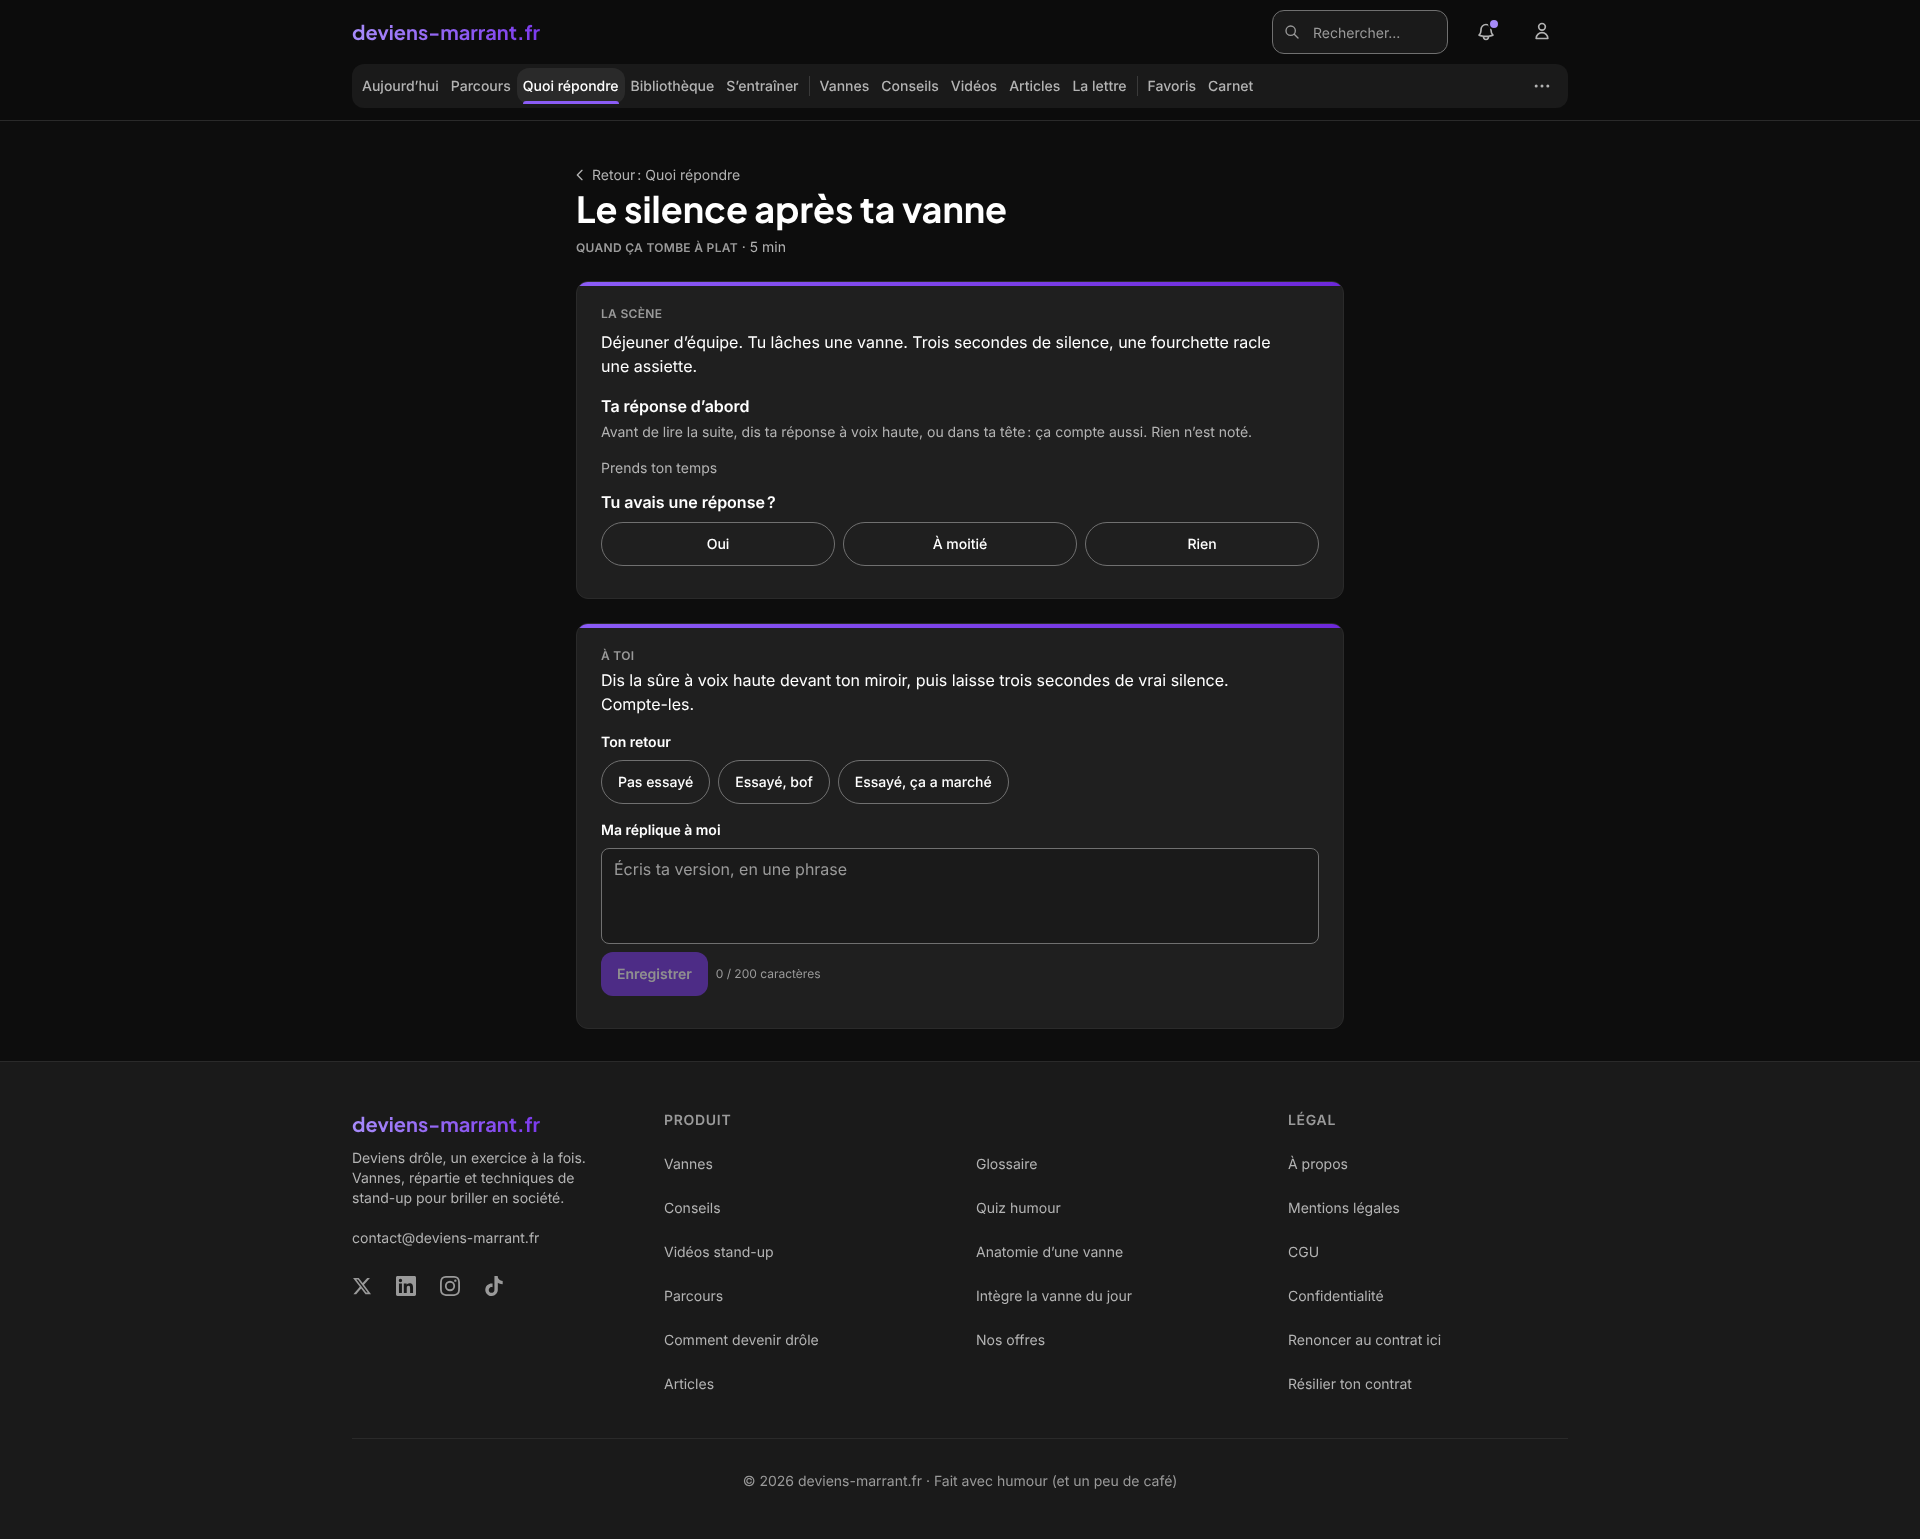 deviens-marrant.fr
Rechercher...
Aujourd’hui Parcours Quoi répondre Bibliothèque S’entraîner Vannes Conseils Vidéos Articles La lettre Favoris Carnet
Retour : Quoi répondre
Le silence après ta vanne
QUAND ÇA TOMBE À PLAT · 5 min
LA SCÈNE
Déjeuner d’équipe. Tu lâches une vanne. Trois secondes de silence, une fourchette racle
une assiette.
Ta réponse d’abord
Avant de lire la suite, dis ta réponse à voix haute, ou dans ta tête : ça compte aussi. Rien n’est noté.
Prends ton temps
Tu avais une réponse ?
Oui À moitié Rien
À TOI
Dis la sûre à voix haute devant ton miroir, puis laisse trois secondes de vrai silence.
Compte-les.
Ton retour
Pas essayé Essayé, bof Essayé, ça a marché
Ma réplique à moi
Écris ta version, en une phrase
Enregistrer 0 / 200 caractères
deviens-marrant.fr
Deviens drôle, un exercice à la fois.
Vannes, répartie et techniques de
stand-up pour briller en société.
contact@deviens-marrant.fr
PRODUIT
Vannes
Conseils
Vidéos stand-up
Parcours
Comment devenir drôle
Articles
Glossaire
Quiz humour
Anatomie d’une vanne
Intègre la vanne du jour
Nos offres
LÉGAL
À propos
Mentions légales
CGU
Confidentialité
Renoncer au contrat ici
Résilier ton contrat
© 2026 deviens-marrant.fr · Fait avec humour (et un peu de café)